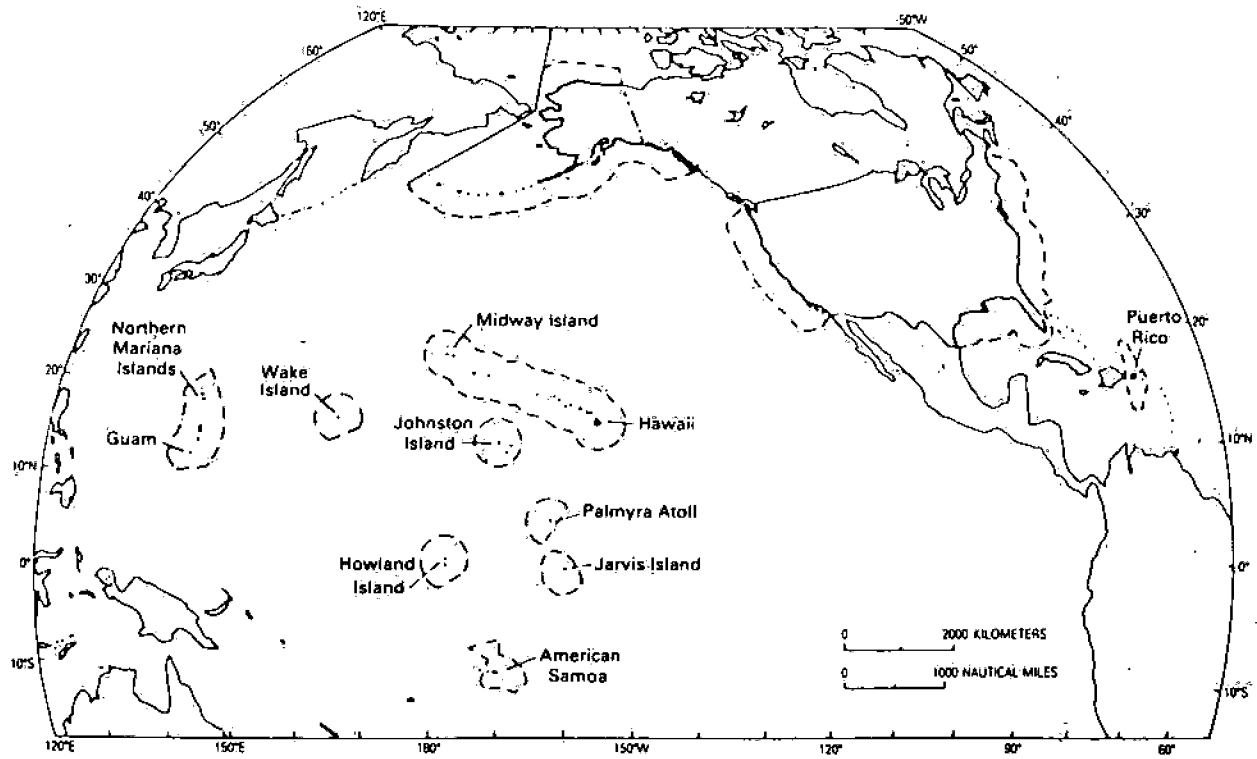 120°E
50°W
60°
50°
50°
40°
40°
30°
30°
20°
20°
10°N
10°N
0°
0°
10°S
10°S
Northern
Mariana
Islands
Guam
Wake
Island
Midway Island
Johnston
Island
Hawaii
Puerto
Rico
Palmyra Atoll
Howland
Island
Jarvis Island
American
Samoa
0 2000 KILOMETERS
0 1000 NAUTICAL MILES
120°E
150°E
180°
150°W
120°
90°
60°